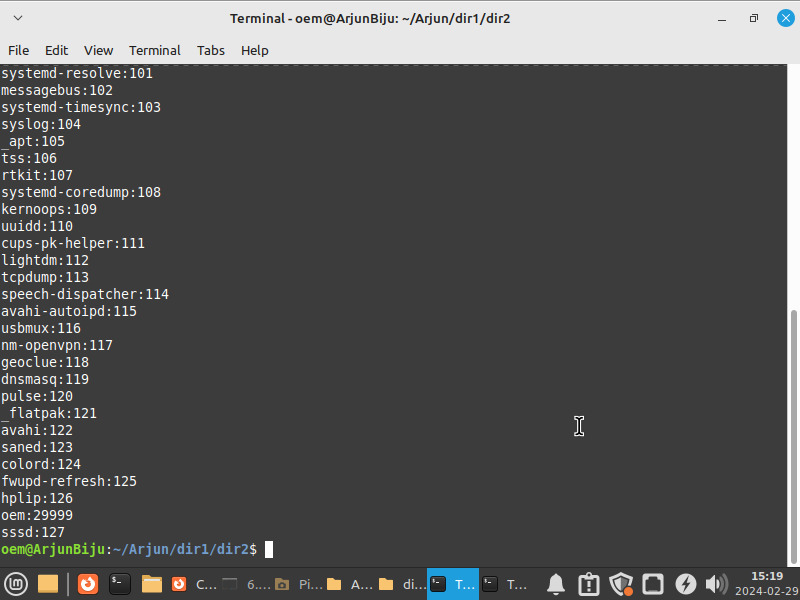 Terminal - oem@ArjunBiju: ~/Arjun/dir1/dir2
File Edit View Terminal Tabs Help
systemd-resolve:101
messagebus:102
systemd-timesync:103
syslog:104
_apt:105
tss:106
rtkit:107
systemd-coredump:108
kernoops:109
uuidd:110
cups-pk-helper:111
lightdm:112
tcpdump:113
speech-dispatcher:114
avahi-autoipd:115
usbmux:116
nm-openvpn:117
geoclue:118
dnsmasq:119
pulse:120
_flatpak:121
avahi:122
saned:123
colord:124
fwupd-refresh:125
hplip:126
oem:29999
sssd:127
oem@ArjunBiju:~/Arjun/dir1/dir2$
C... 6.... Pi... A... di... T... T... 15:19
2024-02-29